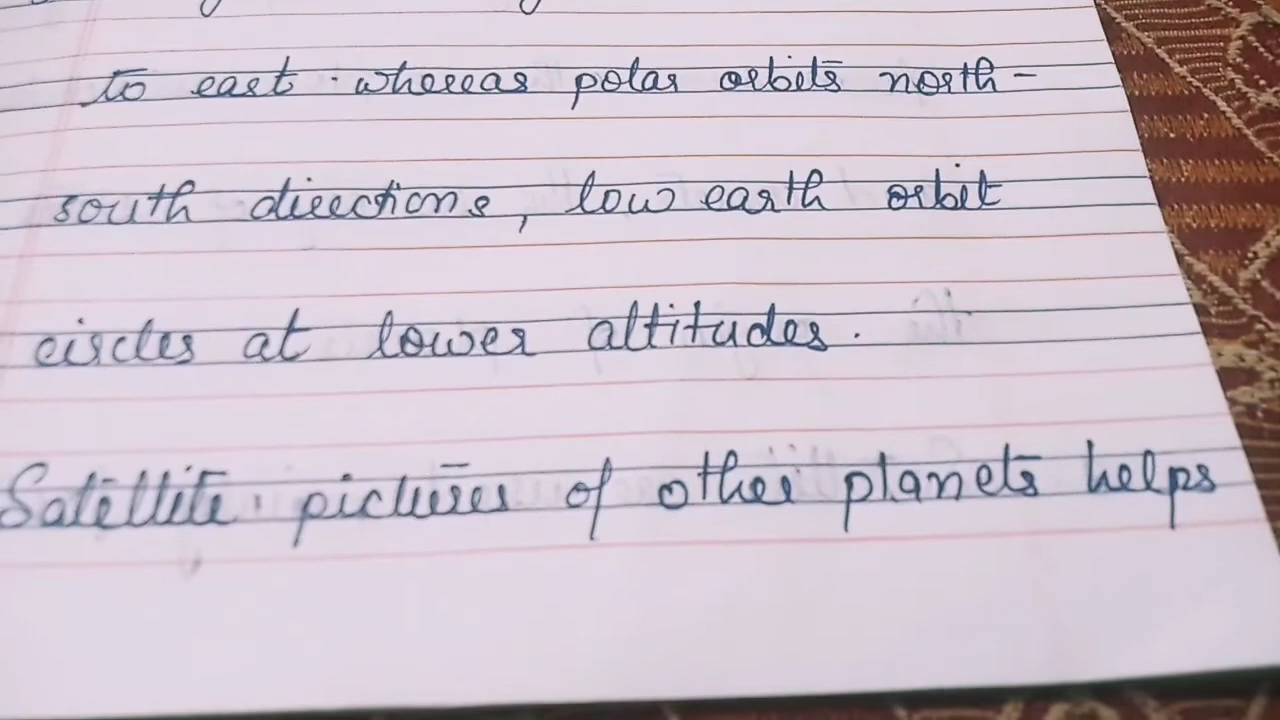 to east whereas polar orbits north-
south directions, low earth orbit
circles at lower altitudes.
Satellite pictures of other planets helps